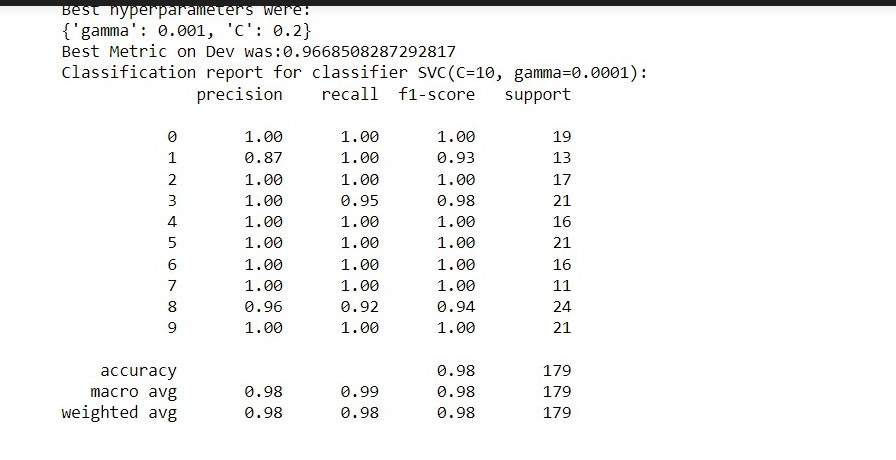 Best hyperparameters were:
{'gamma': 0.001, 'C': 0.2}
Best Metric on Dev was:0.9668508287292817
Classification report for classifier SVC(C=10, gamma=0.0001):
precision recall f1-score support
0 1.00 1.00 1.00 19
1 0.87 1.00 0.93 13
2 1.00 1.00 1.00 17
3 1.00 0.95 0.98 21
4 1.00 1.00 1.00 16
5 1.00 1.00 1.00 21
6 1.00 1.00 1.00 16
7 1.00 1.00 1.00 11
8 0.96 0.92 0.94 24
9 1.00 1.00 1.00 21
accuracy 0.98 179
macro avg 0.98 0.99 0.98 179
weighted avg 0.98 0.98 0.98 179